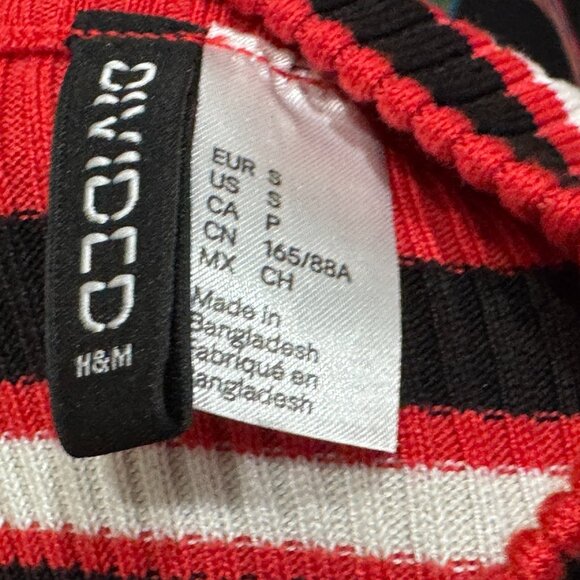 DIVIDED
H&M
EUR S
US S
CA P
CN 165/88A
MX CH
Made in
Bangladesh
Fabriqué en
Bangladesh